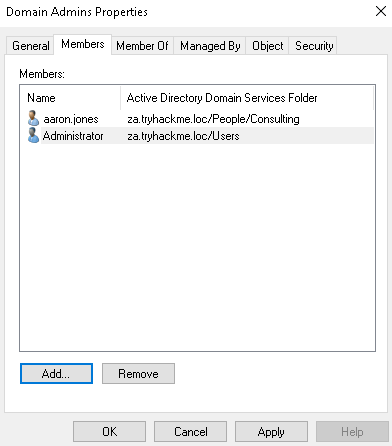 Domain Admins Properties
General Members Member Of Managed By Object Security
Members:
Name Active Directory Domain Services Folder
aaron.jones za.tryhackme.loc/People/Consulting
Administrator za.tryhackme.loc/Users
Add... Remove
OK Cancel Apply Help